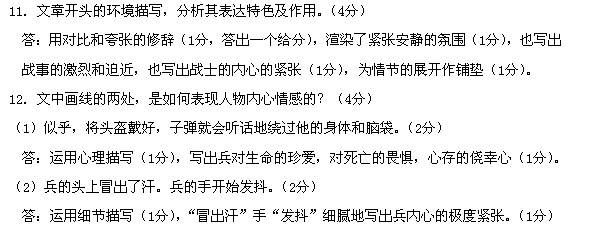 11. 文章开头的环境描写，分析其表达特色及作用。（4分）
答：用对比和夸张的修辞（1分，答出一个给分），渲染了紧张安静的氛围（1分），也写出
战事的激烈和迫近，也写出战士的内心的紧张（1分），为情节的展开作铺垫（1分）。
12. 文中画线的两处，是如何表现人物内心情感的？（4分）
（1）似乎，将头盔戴好，子弹就会听话地绕过他的身体和脑袋。（2分）
答：运用心理描写（1分），写出兵对生命的珍爱，对死亡的畏惧，心存的侥幸心（1分）。
（2）兵的头上冒出了汗。兵的手开始发抖。（2分）
答：运用细节描写（1分），“冒出汗”手“发抖”细腻地写出兵内心的极度紧张。（1分）